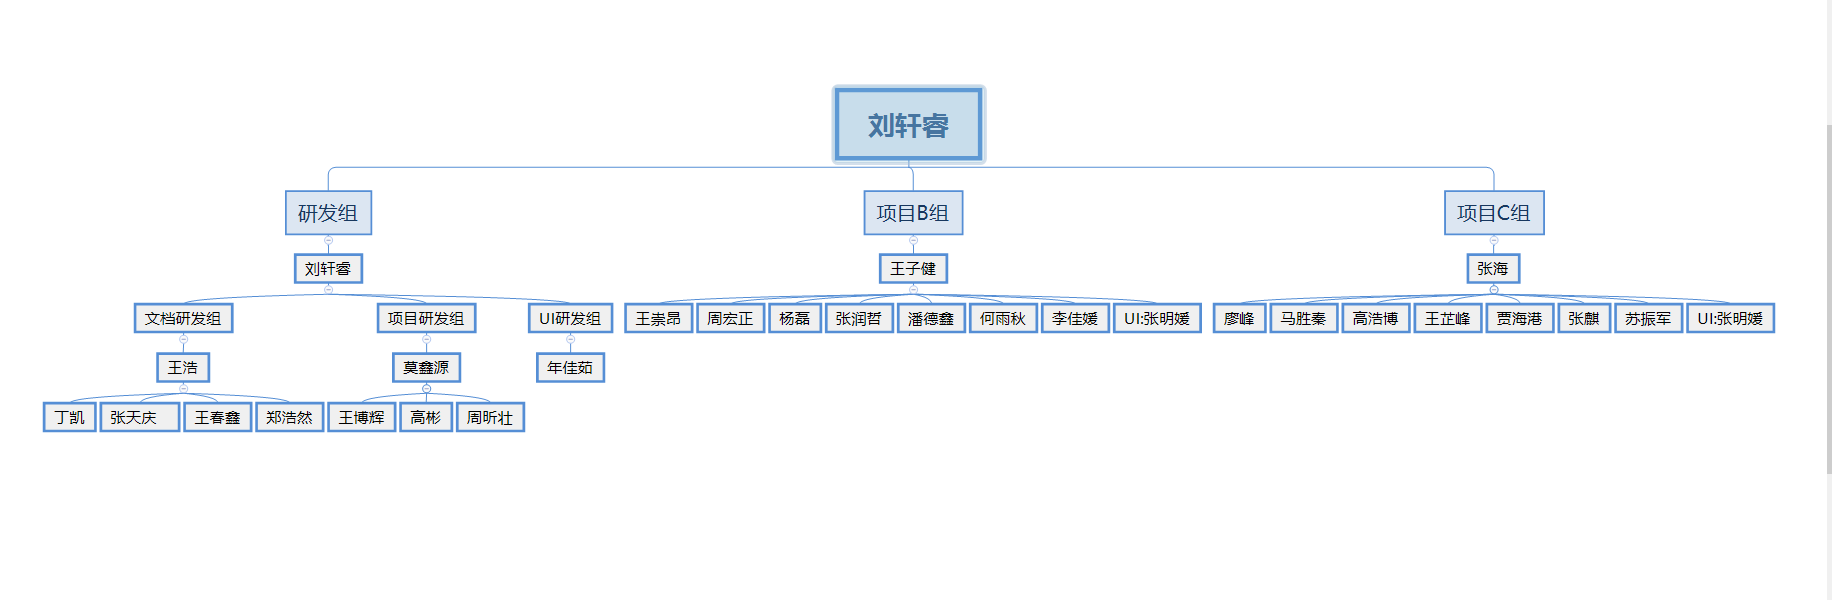 刘轩睿
研发组 项目B组 项目C组
刘轩睿 王子健 张海
文档研发组 项目研发组 UI研发组 王崇昂 周宏正 杨磊 张润哲 潘德鑫 何雨秋 李佳媛 UI:张明媛 廖峰 马胜秦 高浩博 王芷峰 贾海港 张麒 苏振军 UI:张明媛
王浩 莫鑫源 年佳茹
丁凯 张天庆 王春鑫 郑浩然 王博辉 高彬 周昕壮